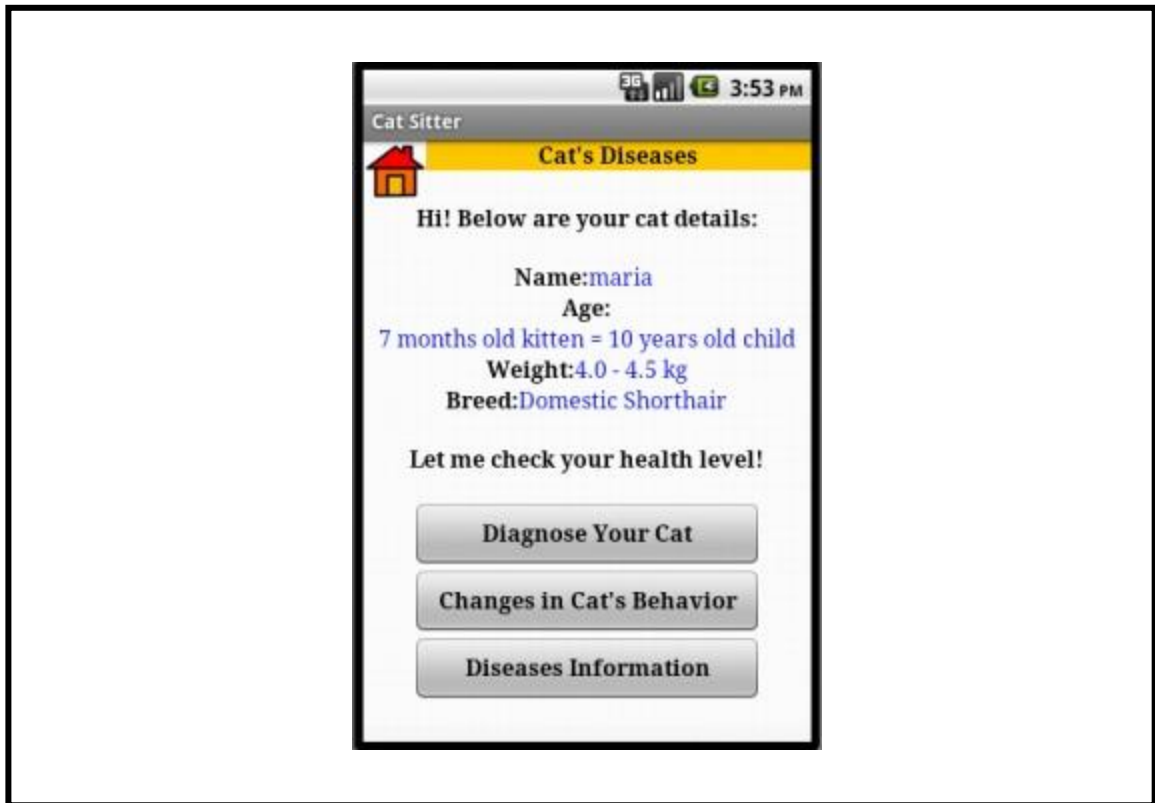 3G
3:53 PM
Cat Sitter
Cat's Diseases
Hi! Below are your cat details:
Name:maria
Age:
7 months old kitten = 10 years old child
Weight:4.0 - 4.5 kg
Breed:Domestic Shorthair
Let me check your health level!
Diagnose Your Cat
Changes in Cat's Behavior
Diseases Information